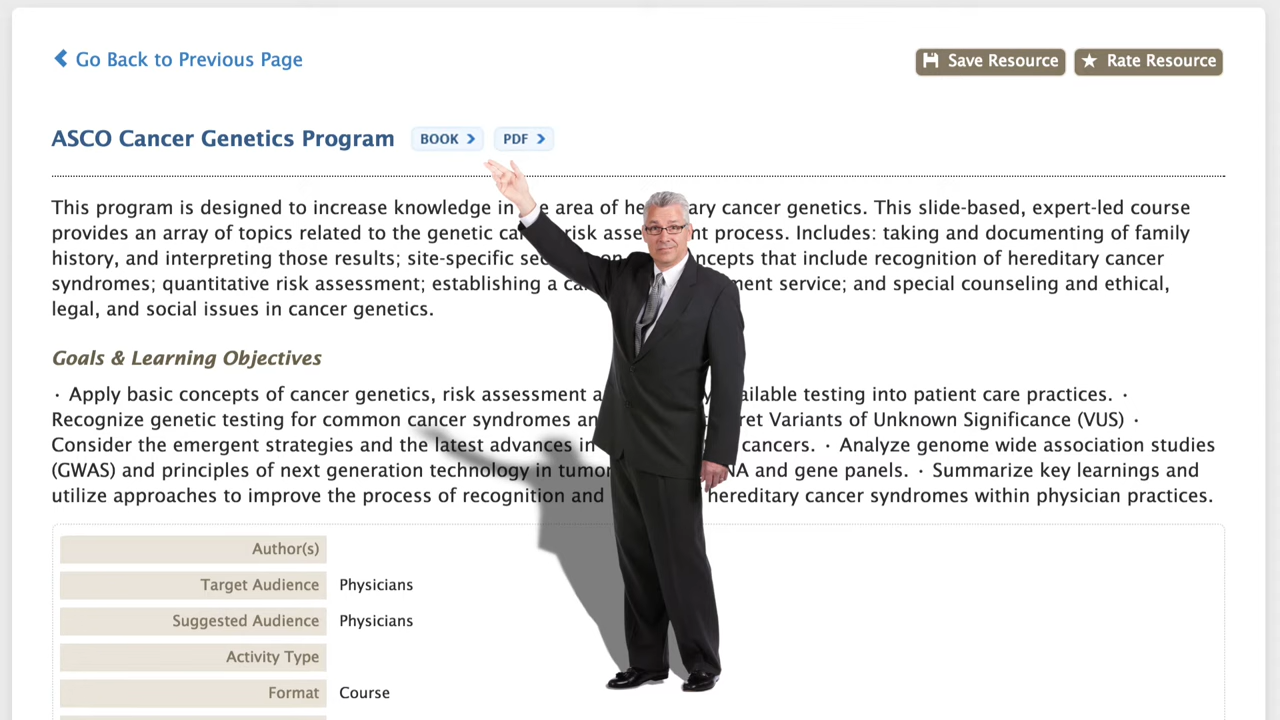 Go Back to Previous Page
Save Resource
Rate Resource
ASCO Cancer Genetics Program BOOK PDF
This program is designed to increase knowledge in area of he ary cancer genetics. This slide-based, expert-led course
provides an array of topics related to the genetic risk nt process. Includes: taking and documenting of family
history, and interpreting those results; site-specific that include recognition of hereditary cancer
syndromes; quantitative risk assessment; establishing a service; and special counseling and ethical,
legal, and social issues in cancer genetics.
Goals & Learning Objectives
· Apply basic concepts of cancer genetics, risk assessment testing into patient care practices. ·
Recognize genetic testing for common cancer syndromes Variants of Unknown Significance (VUS) ·
Consider the emergent strategies and the latest advances in cancers. · Analyze genome wide association studies
(GWAS) and principles of next generation technology in and gene panels. · Summarize key learnings and
utilize approaches to improve the process of recognition and hereditary cancer syndromes within physician practices.
Author(s)
Target Audience Physicians
Suggested Audience Physicians
Activity Type
Format Course